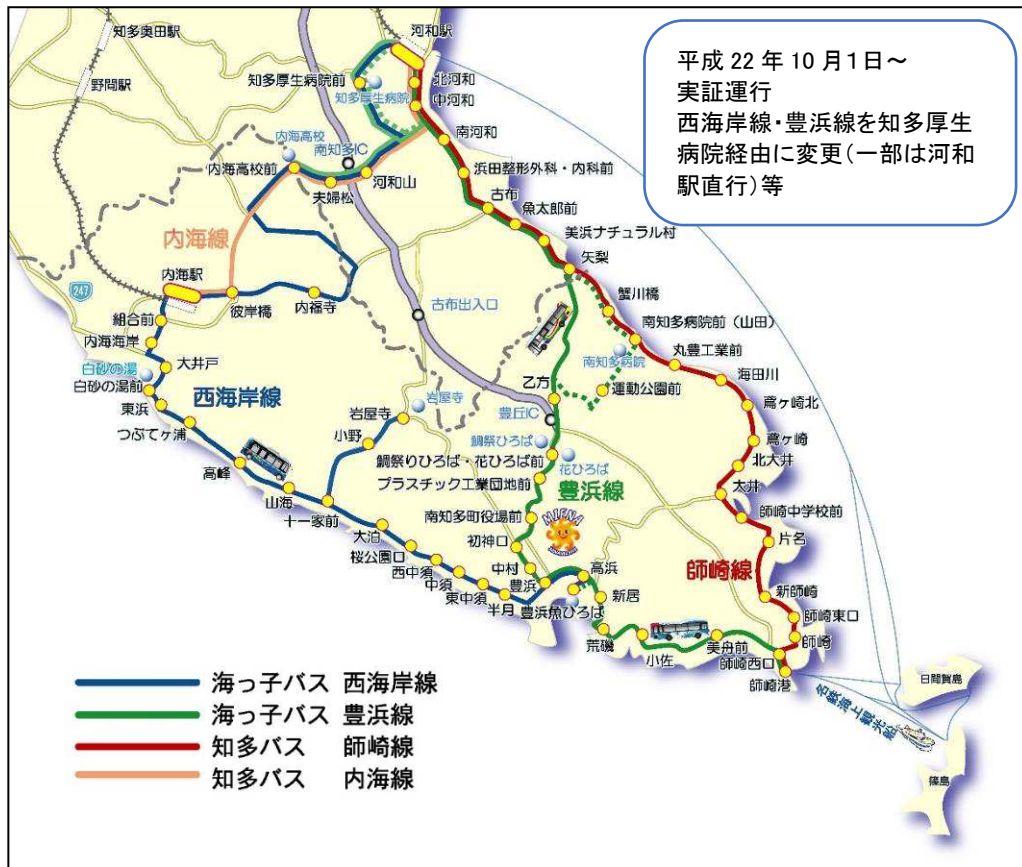 知多奥田駅
河和駅
野間駅
知多厚生病院前
知多厚生病院
北河和
中河和
平成 22 年 10 月1日～
実証運行
西海岸線・豊浜線を知多厚生
病院経由に変更(一部は河和
駅直行)等
内海高校
南知多IC
南河和
内海高校前
夫婦松
河和山
浜田整形外科・内科前
古布
魚太郎前
美浜ナチュラル村
内海線
矢梨
内海駅
247
彼岸橋
内福寺
古布出入口
蟹川橋
南知多病院前(山田)
組合前
内海海岸
大井戸
白砂の湯
白砂の湯前
東浜
つぶてヶ浦
西海岸線
丸豊工業前
南知多病院
海田川
運動公園前
乙方
鳶ヶ崎北
岩屋寺
岩屋寺
豊丘IC
小野
鯛祭ひろば
鳶ヶ崎
鯛祭りひろば・花ひろば前
花ひろば
北大井
高峰
プラスチック工業団地前
豊浜線
大井
山海
十一家前
南知多町役場前
師崎中学校前
大泊
初神口
片名
桜公園口
西中須
中須
東中須
半月
中村
豊浜
高浜
師崎線
豊浜魚ひろば
新居
新師崎
師崎東口
師崎
荒磯
小佐
美舟前
師崎西口
師崎港
日間賀島
名鉄海上観光船
篠島
海っ子バス 西海岸線
海っ子バス 豊浜線
知多バス 師崎線
知多バス 内海線